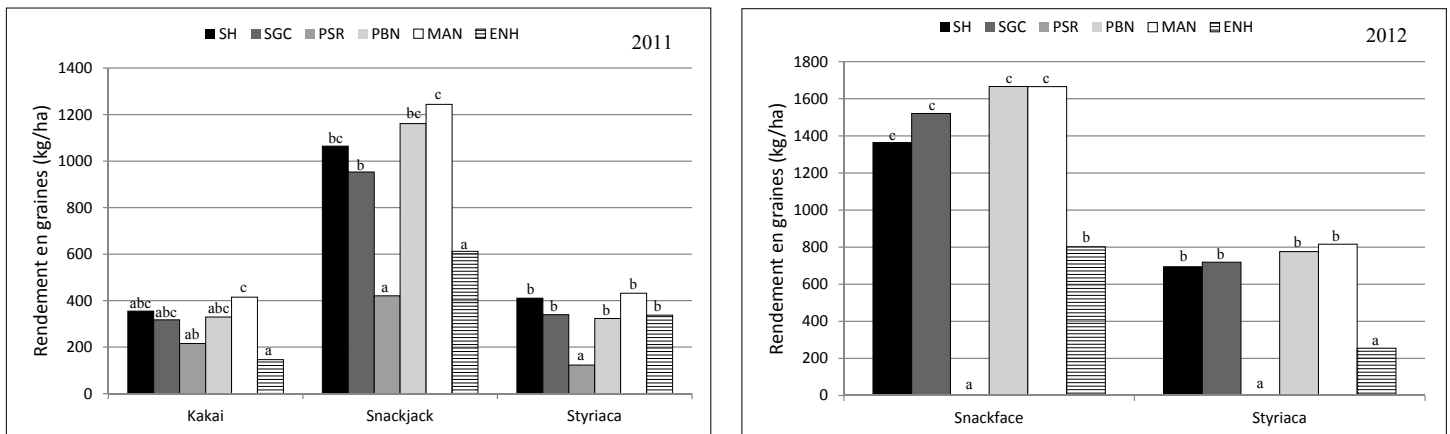 SH SGC PSR PBN MAN ENH
2011
Rendement en graines (kg/ha)
1400
1200
1000
800
600
400
200
0
abc abc ab abc c a
bc b a bc c a
b b a b b b
Kakai Snackjack Styriaca
SH SGC PSR PBN MAN ENH
2012
Rendement en graines (kg/ha)
1800
1600
1400
1200
1000
800
600
400
200
0
c c a c c b
b b a b b a
Snackface Styriaca